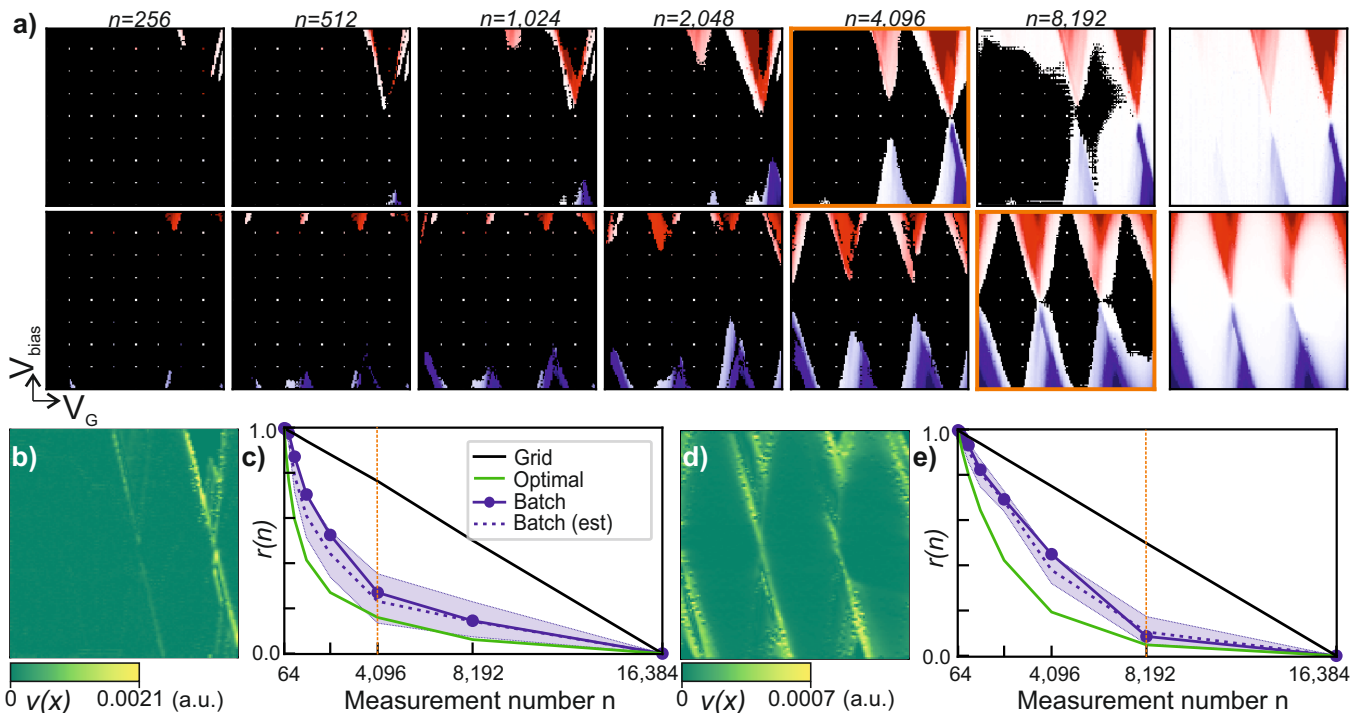 a) n=256 n=512 n=1,024 n=2,048 n=4,096 n=8,192
V bias
V G
b)
0 v(x) 0.0021 (a.u.)
c)
1.0
r(n)
0.0
Grid
Optimal
Batch
Batch (est)
64 4,096 8,192 16,384
Measurement number n
d)
0 v(x) 0.0007 (a.u.)
e)
1.0
r(n)
0.0
64 4,096 8,192 16,384
Measurement number n